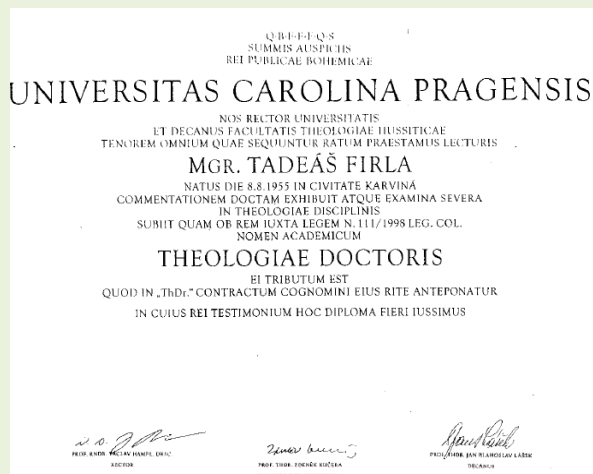 Q·B·F·F·F·Q·S
SUMMIS AUSPICIIS
REI PUBLICAE BOHEMICAE
UNIVERSITAS CAROLINA PRAGENSIS
NOS RECTOR UNIVERSITATIS
ET DECANUS FACULTATIS THEOLOGIAE HUSSITICAE
TENOREM OMNIUM QUAE SEQUUNTUR RATUM PRAESTAMUS LECTURIS
MGR. TADEÁŠ FIRLA
NATUS DIE 8.8.1955 IN CIVITATE KARVINÁ
COMMENTATIONEM DOCTAM EXHIBUIT ATQUE EXAMINA SEVERA
IN THEOLOGIAE DISCIPLINIS
SUBIIT QUAM OB REM IUXTA LEGEM N. 111/1998 LEG. COL.
NOMEN ACADEMICUM
THEOLOGIAE DOCTORIS
EI TRIBUTUM EST
QUOD IN „ThDr.“ CONTRACTUM COGNOMINI EIUS RITE ANTEPONATUR
IN CUIUS REI TESTIMONIUM HOC DIPLOMA FIERI IUSSIMUS
PROF. RNDR. VÁCLAV HAMPL, DRSC.
RECTOR
PROF. THDR. ZDENĚK KUČERA
PROF. THDR. JAN BLAHOSLAV LÁŠEK
DECANUS